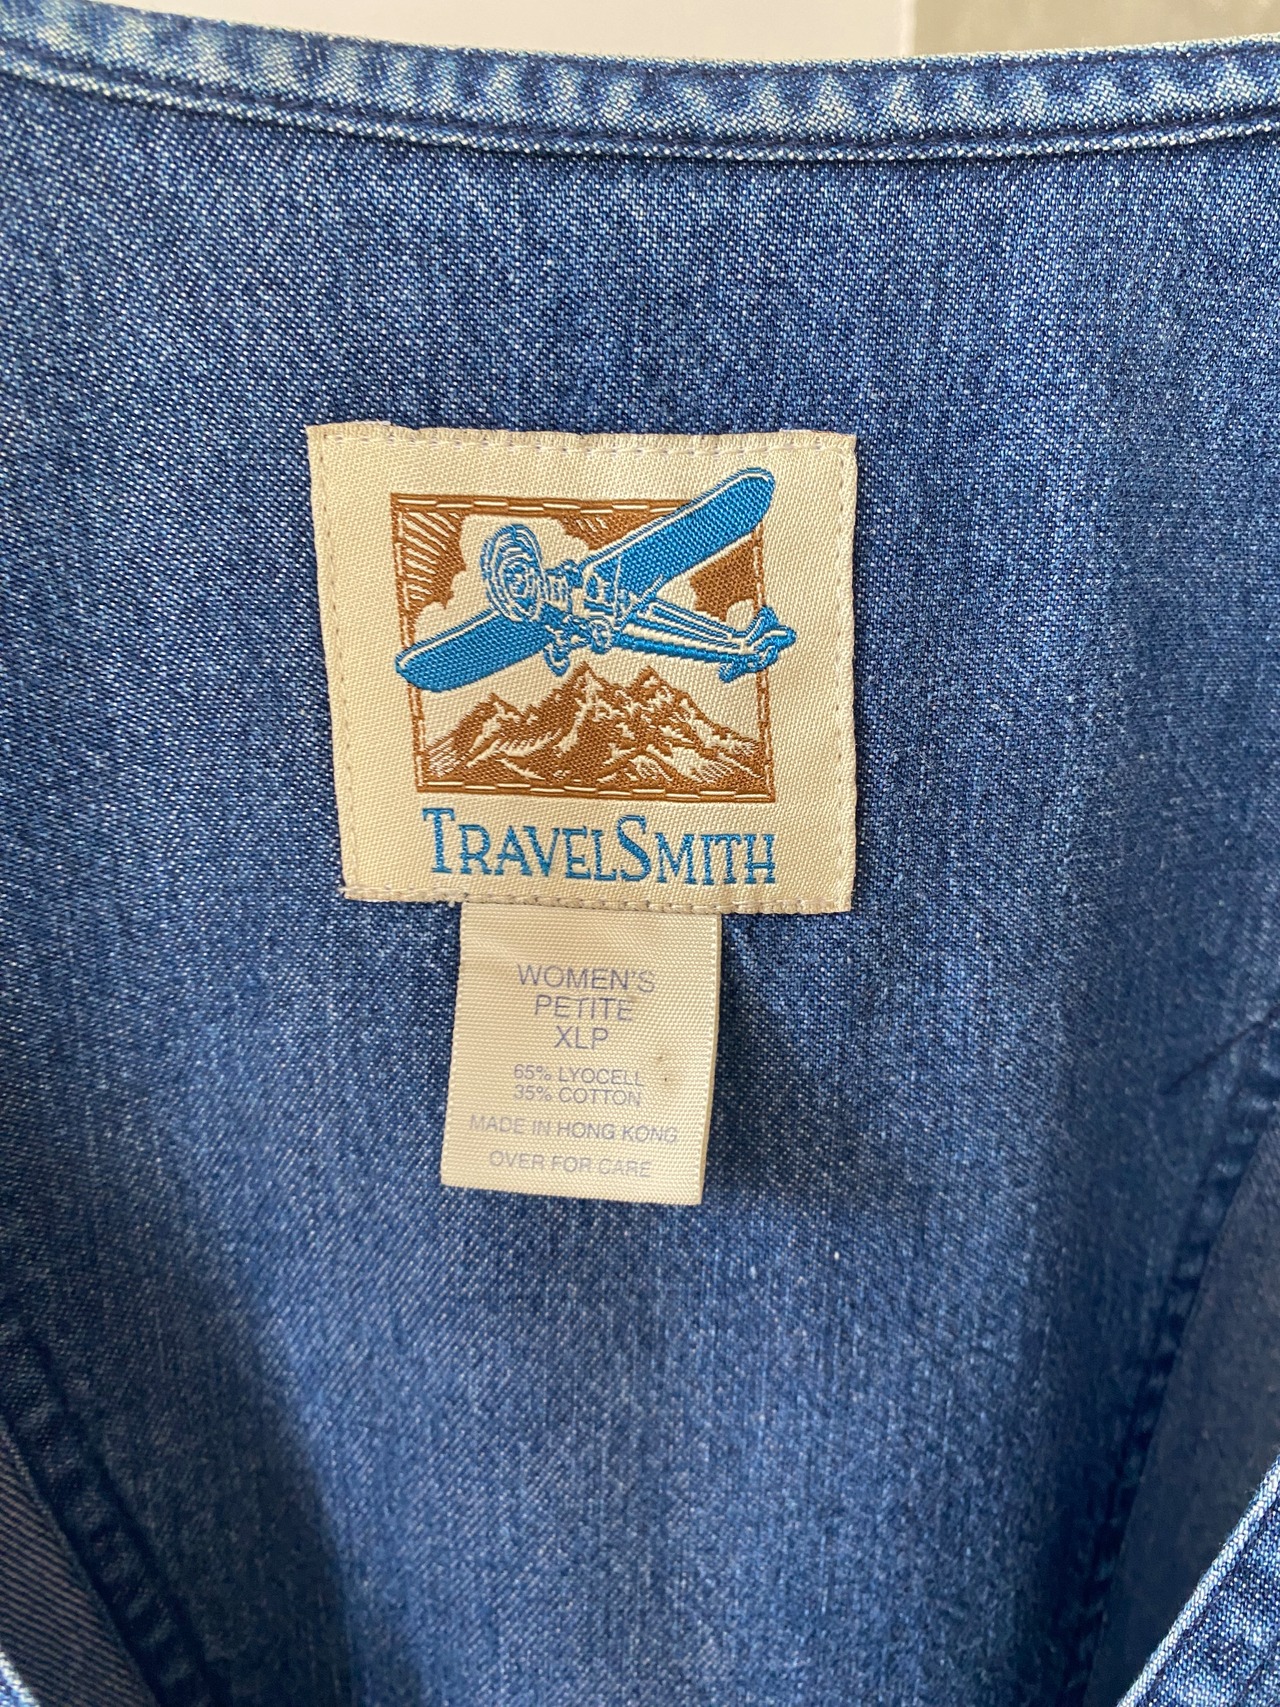 TRAVELSMITH
WOMEN'S
PETITE
XLP
65% LYOCELL
35% COTTON
MADE IN HONG KONG
OVER FOR CARE